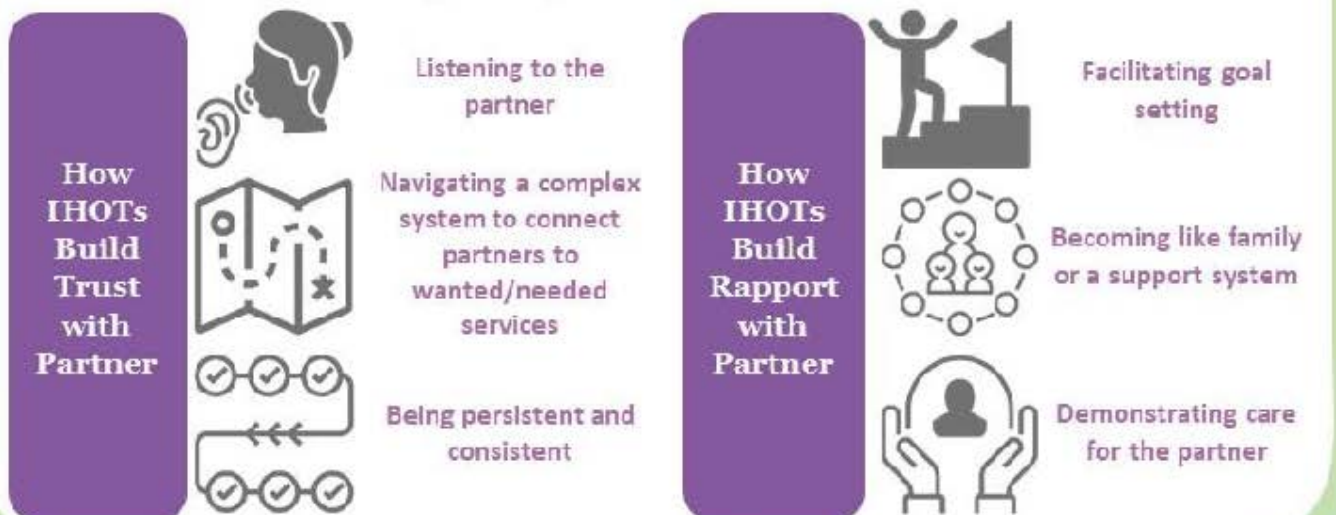 How
IHOTs
Build
Trust
with
Partner
Listening to the
partner
Navigating a complex
system to connect
partners to
wanted/needed
services
Being persistent and
consistent
How
IHOTs
Build
Rapport
with
Partner
Facilitating goal
setting
Becoming like family
or a support system
Demonstrating care
for the partner